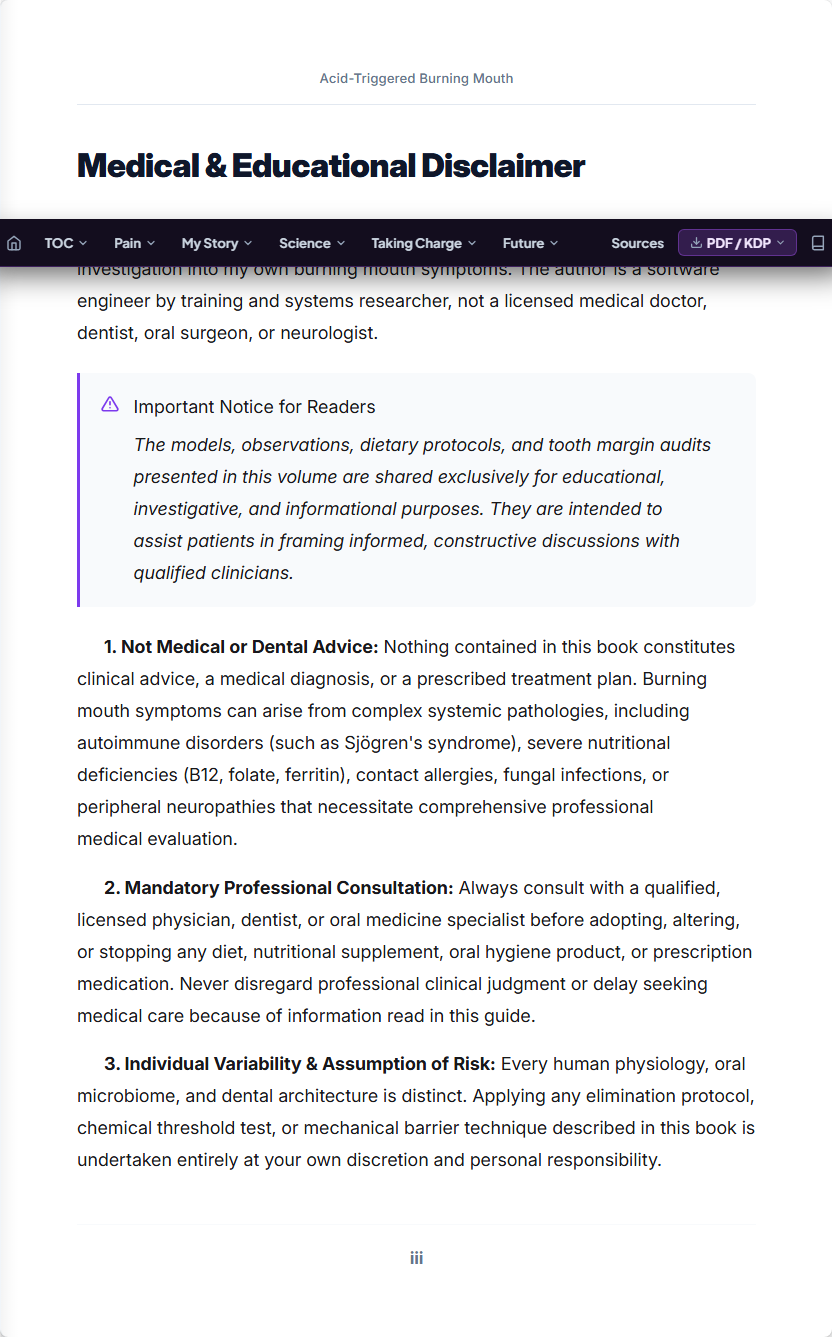 Acid-Triggered Burning Mouth
Medical & Educational Disclaimer
TOC Pain My Story Science Taking Charge Future Sources PDF / KDP
investigation into my own burning mouth symptoms. The author is a software
engineer by training and systems researcher, not a licensed medical doctor,
dentist, oral surgeon, or neurologist.
Important Notice for Readers
The models, observations, dietary protocols, and tooth margin audits
presented in this volume are shared exclusively for educational,
investigative, and informational purposes. They are intended to
assist patients in framing informed, constructive discussions with
qualified clinicians.
1. Not Medical or Dental Advice: Nothing contained in this book constitutes
clinical advice, a medical diagnosis, or a prescribed treatment plan. Burning
mouth symptoms can arise from complex systemic pathologies, including
autoimmune disorders (such as Sjögren's syndrome), severe nutritional
deficiencies (B12, folate, ferritin), contact allergies, fungal infections, or
peripheral neuropathies that necessitate comprehensive professional
medical evaluation.
2. Mandatory Professional Consultation: Always consult with a qualified,
licensed physician, dentist, or oral medicine specialist before adopting, altering,
or stopping any diet, nutritional supplement, oral hygiene product, or prescription
medication. Never disregard professional clinical judgment or delay seeking
medical care because of information read in this guide.
3. Individual Variability & Assumption of Risk: Every human physiology, oral
microbiome, and dental architecture is distinct. Applying any elimination protocol,
chemical threshold test, or mechanical barrier technique described in this book is
undertaken entirely at your own discretion and personal responsibility.
iii